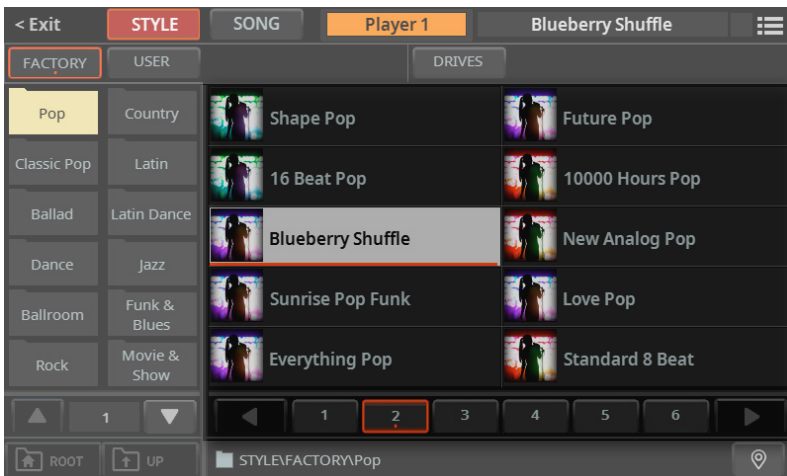 < Exit STYLE SONG Player 1 Blueberry Shuffle
FACTORY USER DRIVES
Pop Country
Classic Pop Latin
Ballad Latin Dance
Dance Jazz
Ballroom Funk &
Blues
Rock Movie &
Show
Shape Pop Future Pop
16 Beat Pop 10000 Hours Pop
Blueberry Shuffle New Analog Pop
Sunrise Pop Funk Love Pop
Everything Pop Standard 8 Beat
1 1 2 3 4 5 6
ROOT UP STYLE\FACTORY\Pop